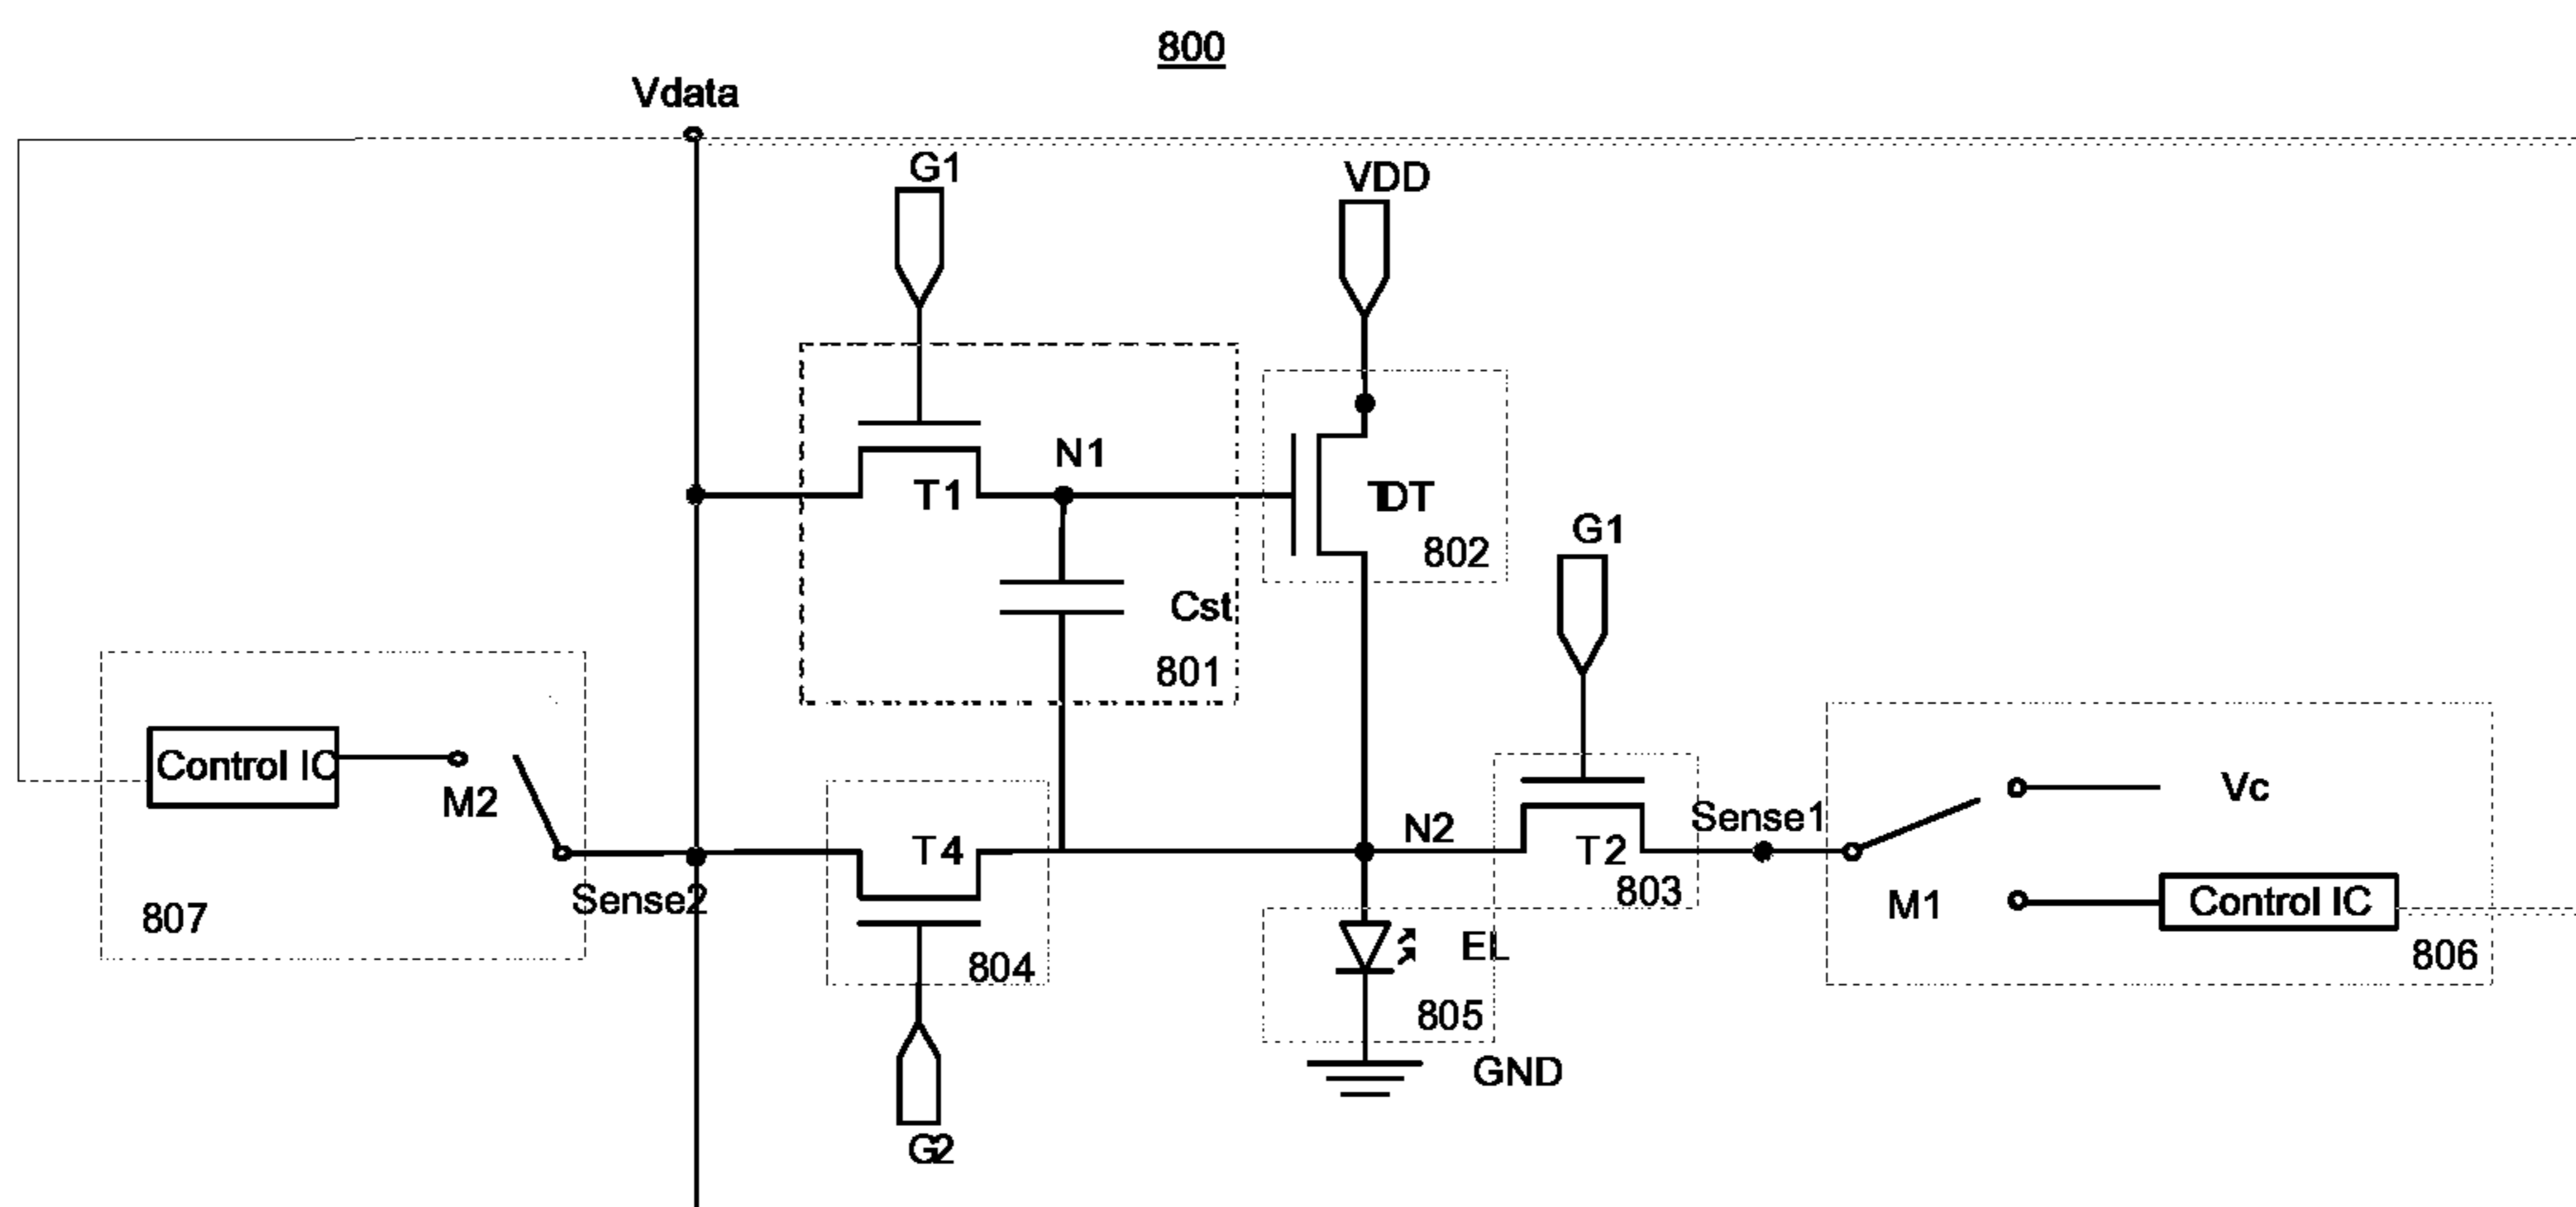 800
Vdata
G1
VDD
N1
T1
TDT
802
G1
Cst
801
Control IC
M2
T4
N2
T2
Sense1
Vc
803
Sense2
M1
Control IC
807
804
EL
806
805
GND
G2